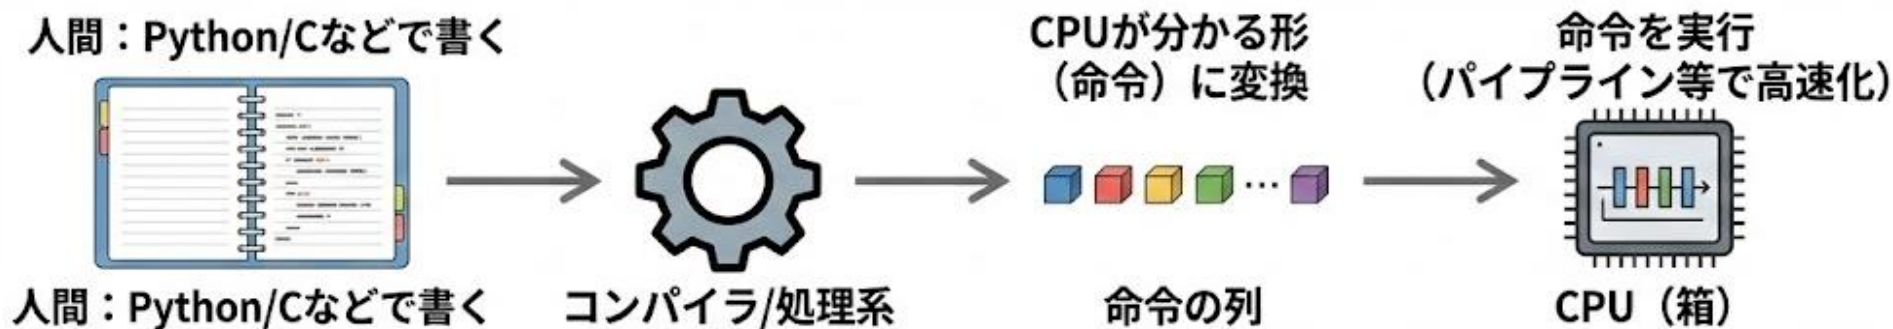 人間：Python/Cなどで書く
CPUが分かる形
（命令）に変換
命令を実行
（パイプライン等で高速化）
人間：Python/Cなどで書く
コンパイラ/処理系
命令の列
CPU（箱）